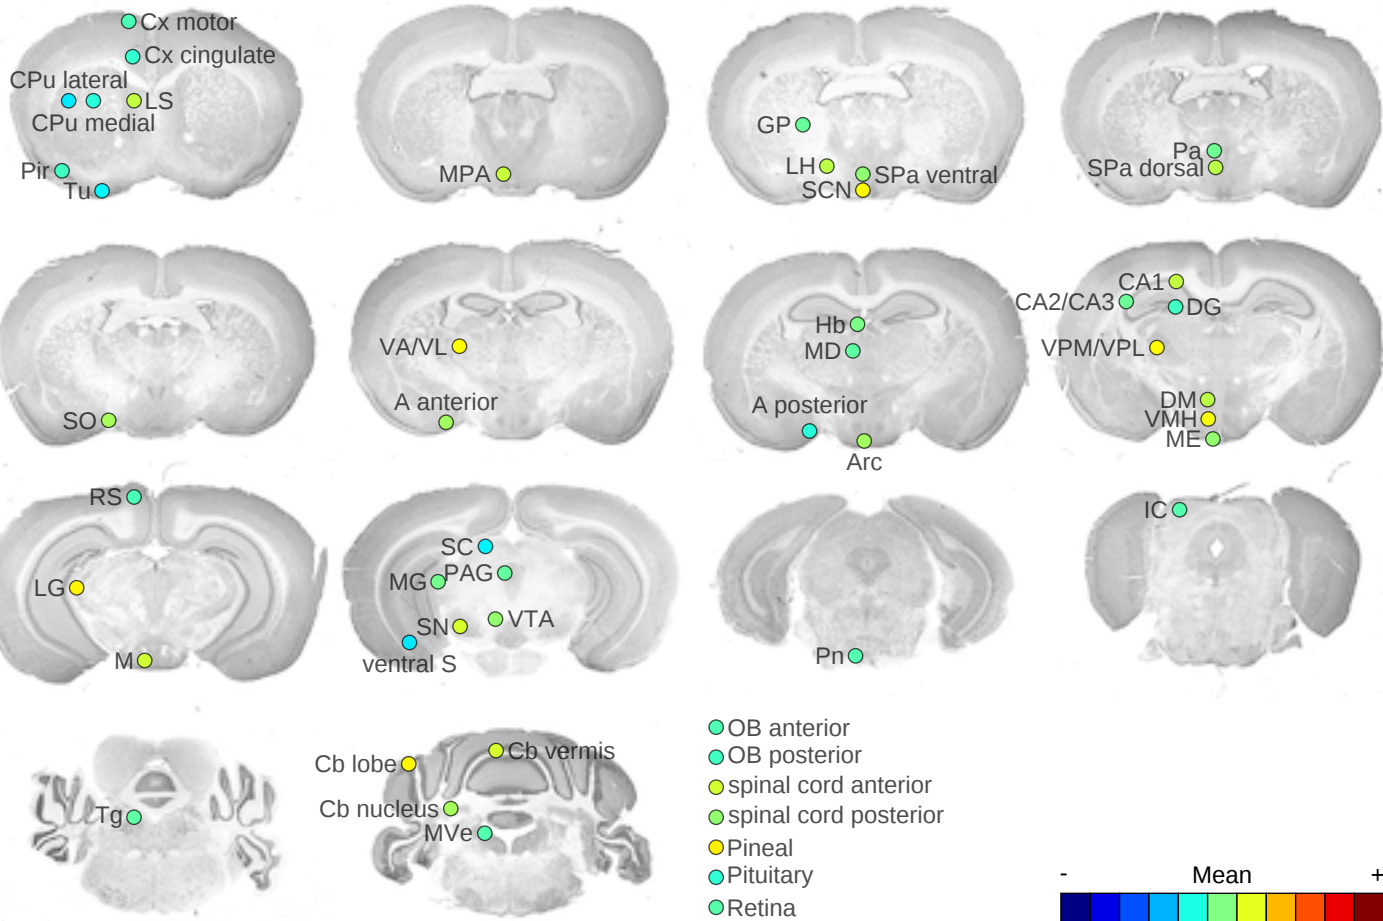 Cx motor
Cx cingulate
CPu lateral
LS
CPu medial
Pir
Tu
MPA
GP
LH
SPa ventral
SCN
Pa
SPa dorsal
SO
VA/VL
A anterior
Hb
MD
A posterior
Arc
CA1
CA2/CA3
DG
VPM/VPL
DM
VMH
ME
RS
LG
M
SC
PAG
MG
VTA
SN
ventral S
Pn
IC
Tg
Cb vermis
Cb lobe
Cb nucleus
MVe
OB anterior
OB posterior
spinal cord anterior
spinal cord posterior
Pineal
Pituitary
Retina
- Mean +